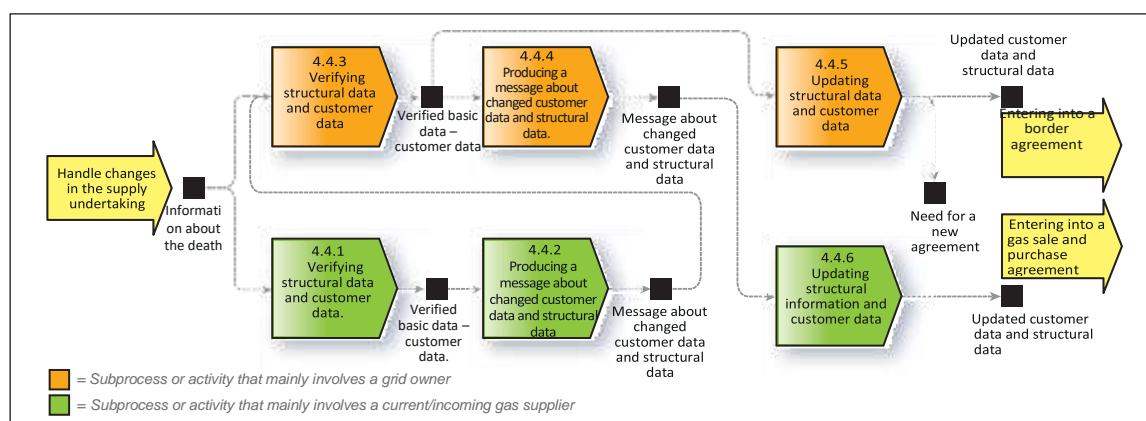 4.4.3
Verifying
structural data
and customer
data
4.4.4
Producing a
message about
changed customer
data and structural
data.
4.4.5
Updating
structural data
and customer
data
Updated customer
data and
structural data
Verified basic
data –
customer data
Message about
changed
customer data
and structural
data
Entering into a
border
agreement
Handle changes
in the supply
undertaking
Informati
on about
the death
Need for a
new
agreement
Entering into a
gas sale and
purchase
agreement
4.4.1
Verifying
structural data
and customer
data.
4.4.2
Producing a
message about
changed customer
data and structural
data
4.4.6
Updating
structural
information and
customer data
Verified
basic data –
customer
data.
Message about
changed
customer data
and structural
data
Updated customer
data and structural
data
= Subprocess or activity that mainly involves a grid owner
= Subprocess or activity that mainly involves a current/incoming gas supplier